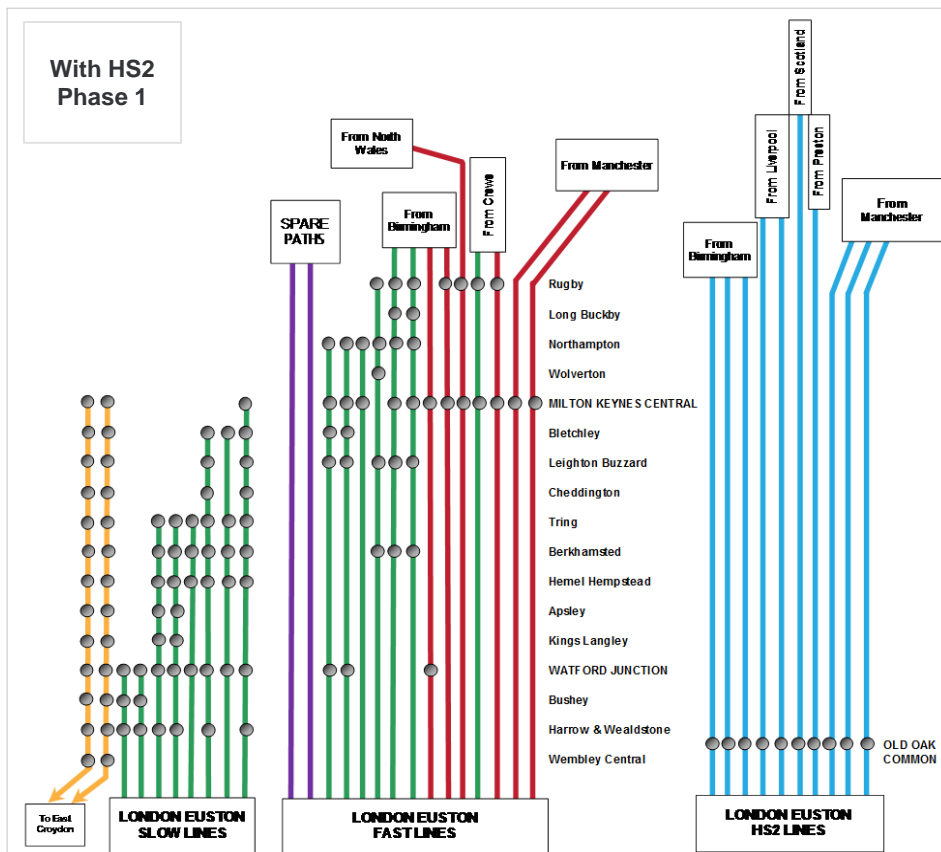 With HS2
Phase 1
From North
Wales
From Manchester
From Scotland
From Liverpool
From Preston
SPARE
PATHS
From
Birmingham
From Crewe
From
Birmingham
From
Manchester
Rugby
Long Buckby
Northampton
Wolverton
MILTON KEYNES CENTRAL
Bletchley
Leighton Buzzard
Cheddington
Tring
Berkhamsted
Hemel Hempstead
Apsley
Kings Langley
WATFORD JUNCTION
Bushey
Harrow & Wealdstone
Wembley Central
OLD OAK
COMMON
To East
Croydon
LONDON EUSTON
SLOW LINES
LONDON EUSTON
FAST LINES
LONDON EUSTON
HS2 LINES